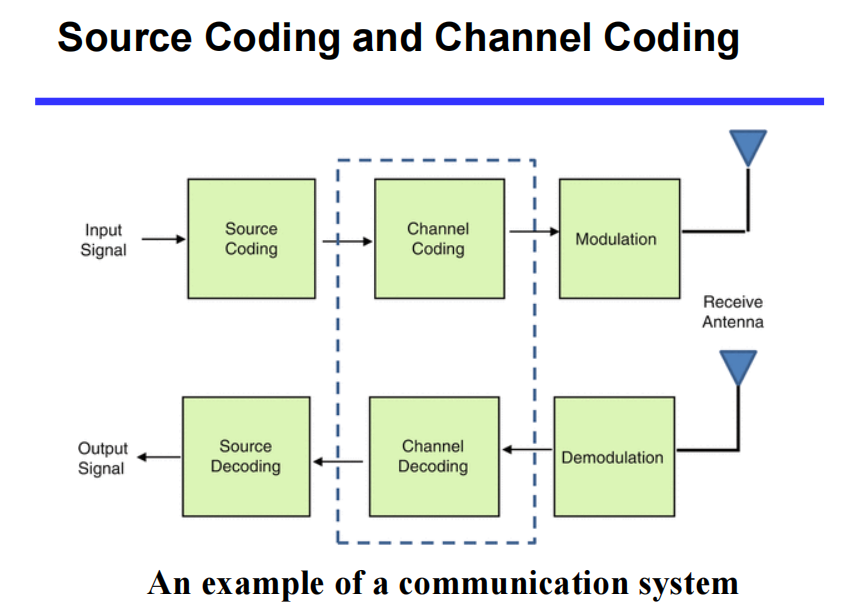 Source Coding and Channel Coding
Input
Signal
Source
Coding
Channel
Coding
Modulation
Receive
Antenna
Output
Signal
Source
Decoding
Channel
Decoding
Demodulation
An example of a communication system